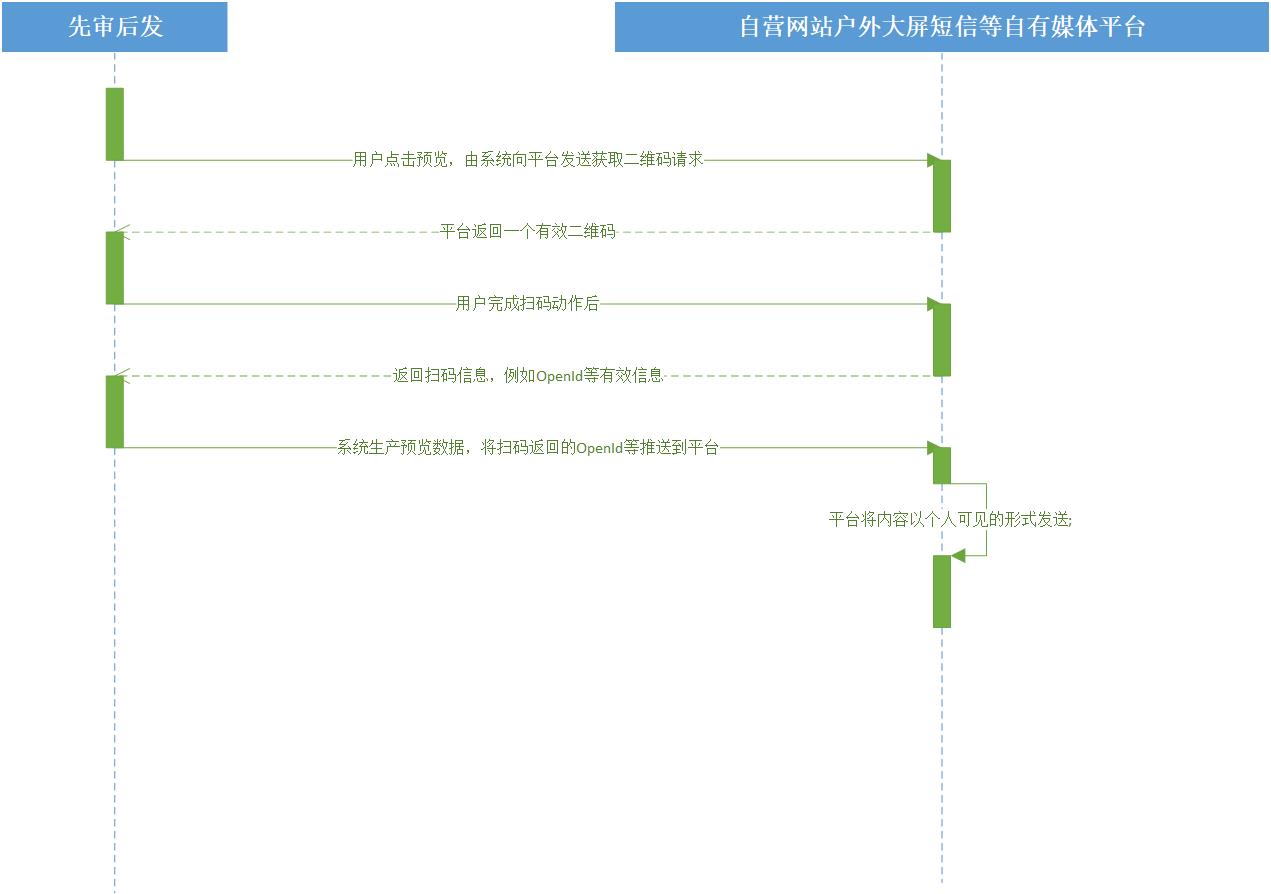 先审后发
自营网站户外大屏短信等自有媒体平台
用户点击预览，由系统向平台发送获取二维码请求
平台返回一个有效二维码
用户完成扫码动作后
返回扫码信息，例如OpenId等有效信息
系统生产预览数据，将扫码返回的OpenId等推送到平台
平台将内容以个人可见的形式发送;